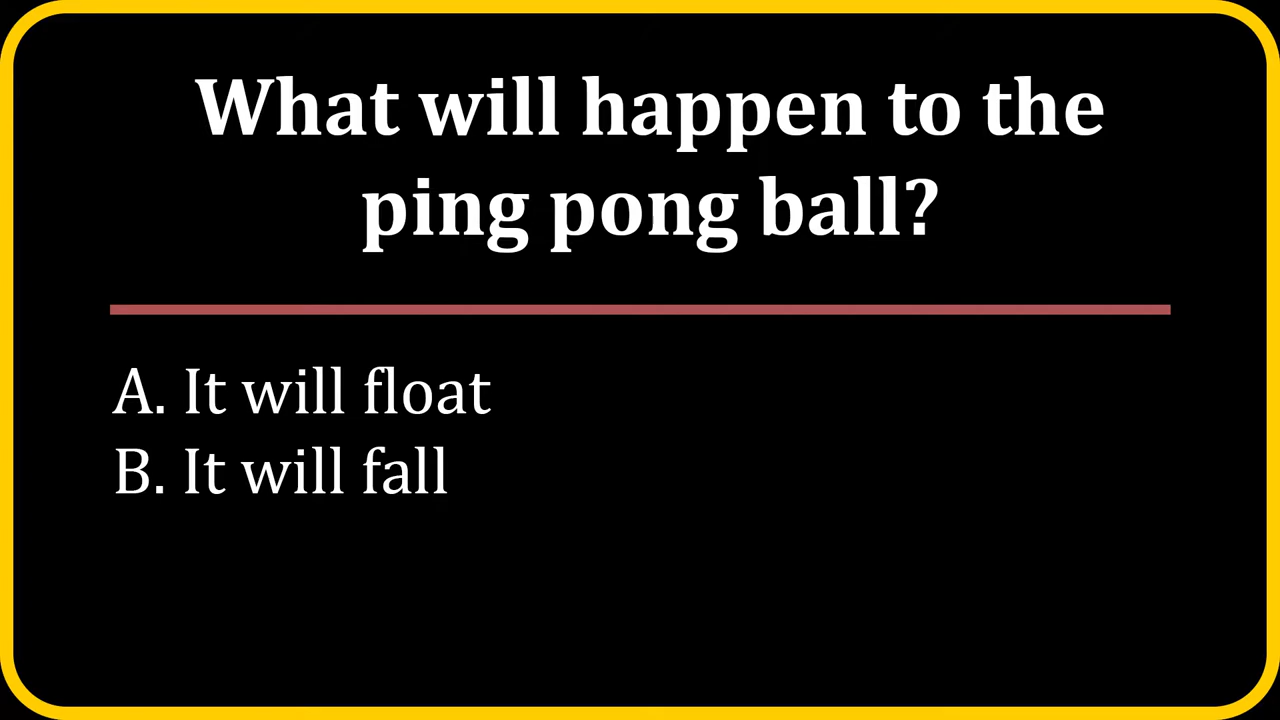 What will happen to the
ping pong ball?
A. It will float
B. It will fall